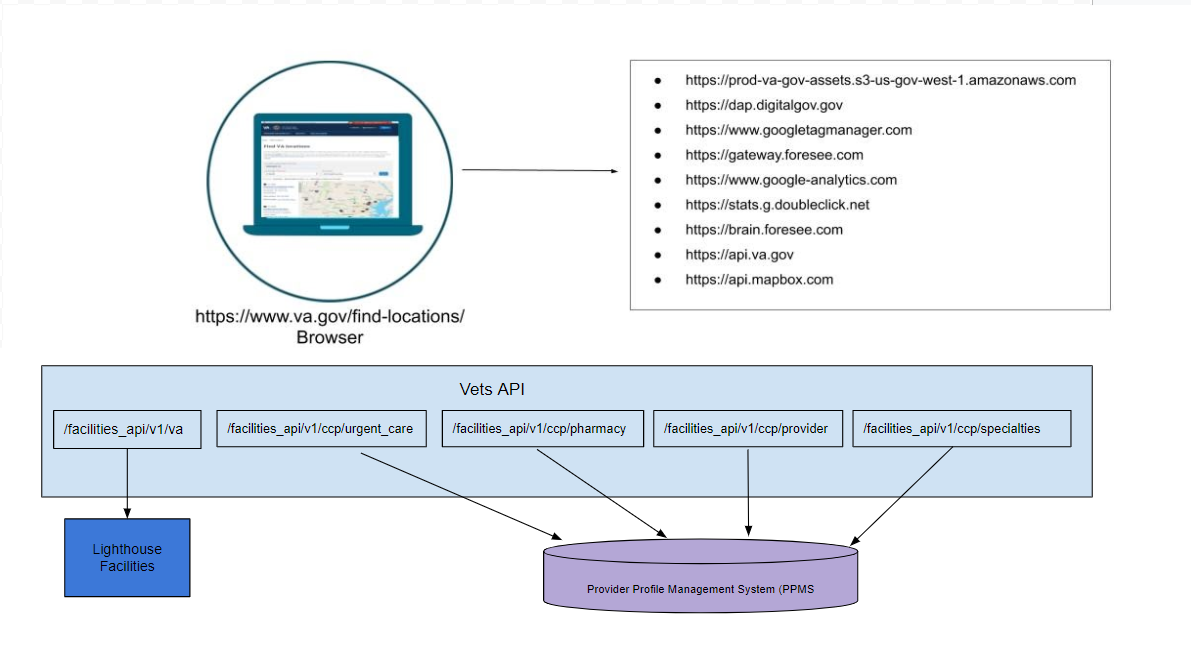 Find VA locations
https://www.va.gov/find-locations/
Browser
● https://prod-va-gov-assets.s3-us-gov-west-1.amazonaws.com
● https://dap.digitalgov.gov
● https://www.googletagmanager.com
● https://gateway.foresee.com
● https://www.google-analytics.com
● https://stats.g.doubleclick.net
● https://brain.foresee.com
● https://api.va.gov
● https://api.mapbox.com
Vets API
/facilities_api/v1/va
/facilities_api/v1/ccp/urgent_care
/facilities_api/v1/ccp/pharmacy
/facilities_api/v1/ccp/provider
/facilities_api/v1/ccp/specialties
Lighthouse
Facilities
Provider Profile Management System (PPMS